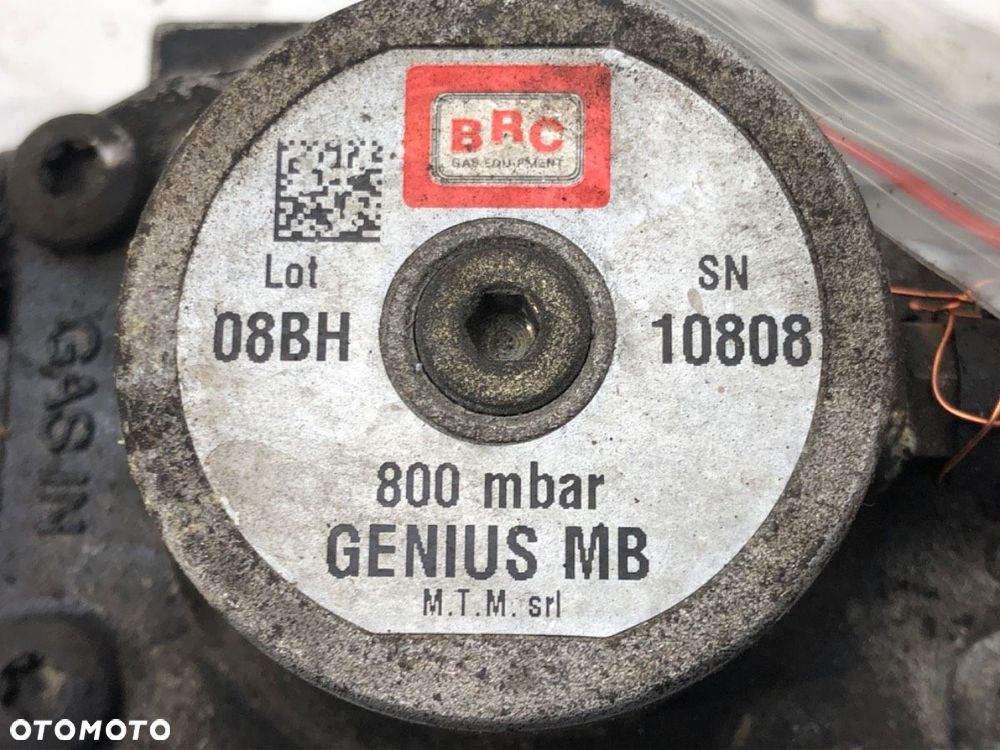 BRC
GAS EQUIPMENT
Lot
08BH
SN
10808
800 mbar
GENIUS MB
M.T.M. srl
GAS IN
OTOMOTO